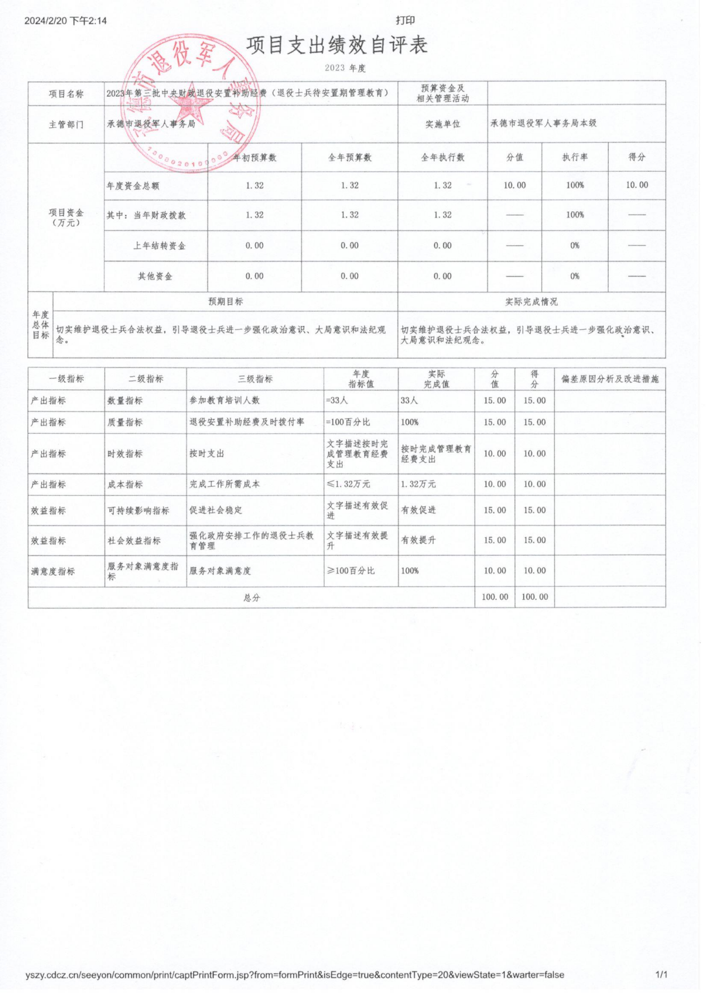 2024/2/20 下午2:14 打印
项目支出绩效自评表
2023 年度
项目名称 2023年第三批中央财政退役安置补助经费（退役士兵待安置期管理教育） 预算资金及
相关管理活动
主管部门 承德市退役军人事务局 实施单位 承德市退役军人事务局本级
承德市退役军人事务局
项目资金
（万元）
年初预算数 全年预算数 全年执行数 分值 执行率 得分
年度资金总额 1.32 1.32 1.32 10.00 100% 10.00
其中：当年财政拨款 1.32 1.32 1.32 —— 100% ——
上年结转资金 0.00 0.00 0.00 —— 0% ——
其他资金 0.00 0.00 0.00 —— 0% ——
年度
总体
目标
预期目标 实际完成情况
切实维护退役士兵合法权益，引导退役士兵进一步强化政治意识、大局意识和法纪观
念。
切实维护退役士兵合法权益，引导退役士兵进一步强化政治意识、
大局意识和法纪观念。
一级指标 二级指标 三级指标 年度
指标值 实际
完成值 分
值 得
分 偏差原因分析及改进措施
产出指标 数量指标 参加教育培训人数 =33人 33人 15.00 15.00
产出指标 质量指标 退役安置补助经费及时拨付率 =100百分比 100% 15.00 15.00
产出指标 时效指标 按时支出 文字描述按时完
成管理教育经费
支出 按时完成管理教育
经费支出 10.00 10.00
产出指标 成本指标 完成工作所需成本 ≤1.32万元 1.32万元 10.00 10.00
效益指标 可持续影响指标 促进社会稳定 文字描述有效促
进 有效促进 15.00 15.00
效益指标 社会效益指标 强化政府安排工作的退役士兵教
育管理 文字描述有效提
升 有效提升 15.00 15.00
满意度指标 服务对象满意度指
标 服务对象满意度 ≥100百分比 100% 10.00 10.00
总分 100.00 100.00
yszy.cdcz.cn/seeyon/common/print/captPrintForm.jsp?from=formPrint&isEdge=true&contentType=20&viewState=1&warter=false 1/1